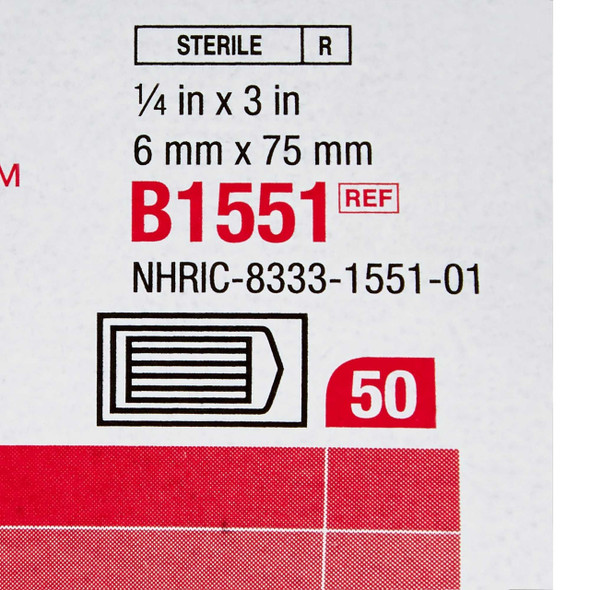 STERILE R
¼ in x 3 in
6 mm x 75 mm
M
B1551 REF
NHRIC-8333-1551-01
50